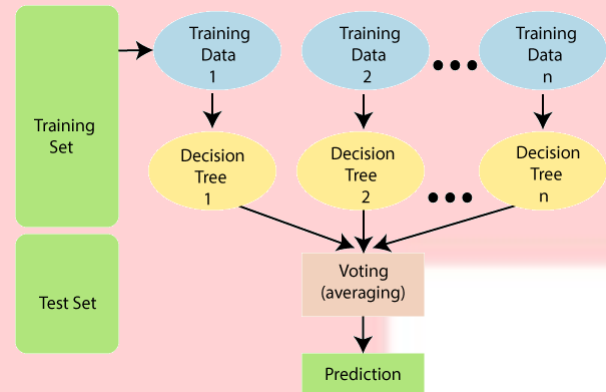 Training
Set
Training
Data
1
Training
Data
2
Training
Data
n
Decision
Tree
1
Decision
Tree
2
Decision
Tree
n
Test Set
Voting
(averaging)
Prediction